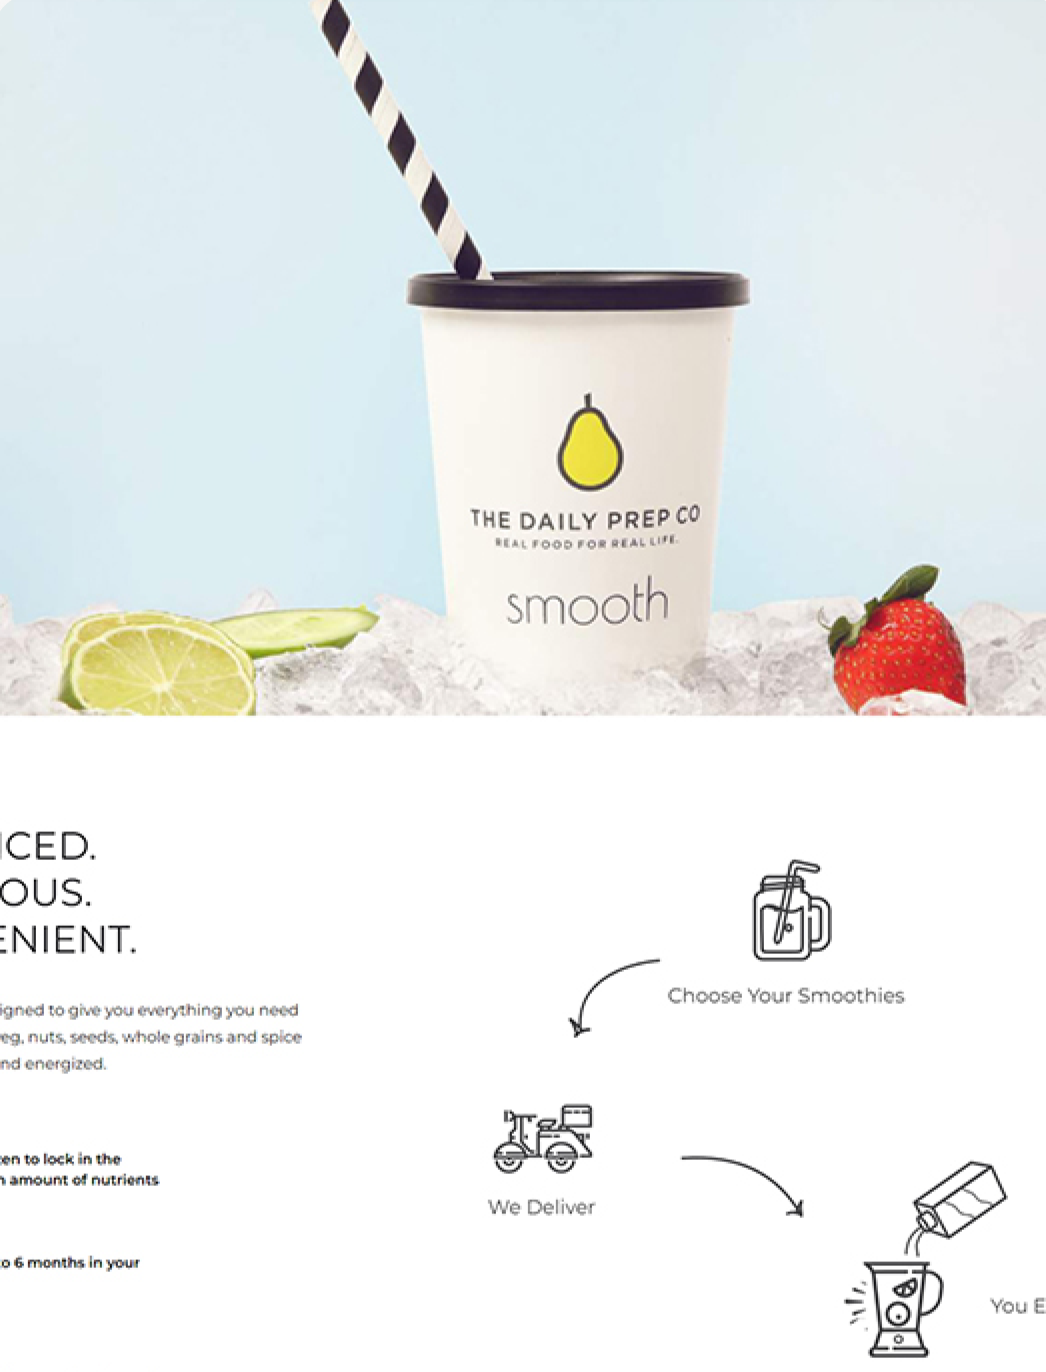 THE DAILY PREP CO
REAL FOOD FOR REAL LIFE.
smooth
ICED.
OUS.
ENIENT.
igned to give you everything you need
eg, nuts, seeds, whole grains and spice
nd energized.
en to lock in the
amount of nutrients
o 6 months in your
Choose Your Smoothies
We Deliver
You E